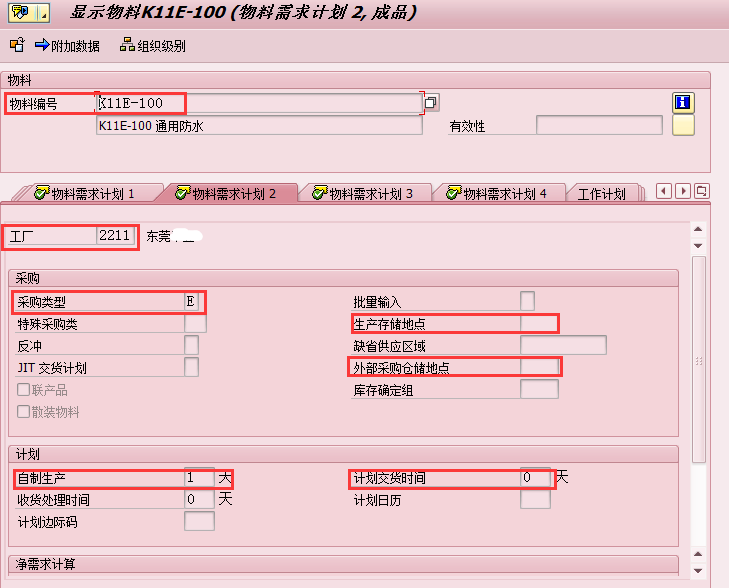 显示物料K11E-100 (物料需求计划 2, 成品)
附加数据 组织级别
物料
物料编号 K11E-100
K11E-100 通用防水 有效性
物料需求计划 1 物料需求计划 2 物料需求计划 3 物料需求计划 4 工作计划
工厂 2211 东莞
采购
采购类型 E 批量输入
特殊采购类 生产存储地点
反冲 缺省供应区域
JIT 交货计划 外部采购仓储地点
联产品 库存确定组
散装物料
计划
自制生产 1 天 计划交货时间 0 天
收货处理时间 0 天 计划日历
计划边际码
净需求计算